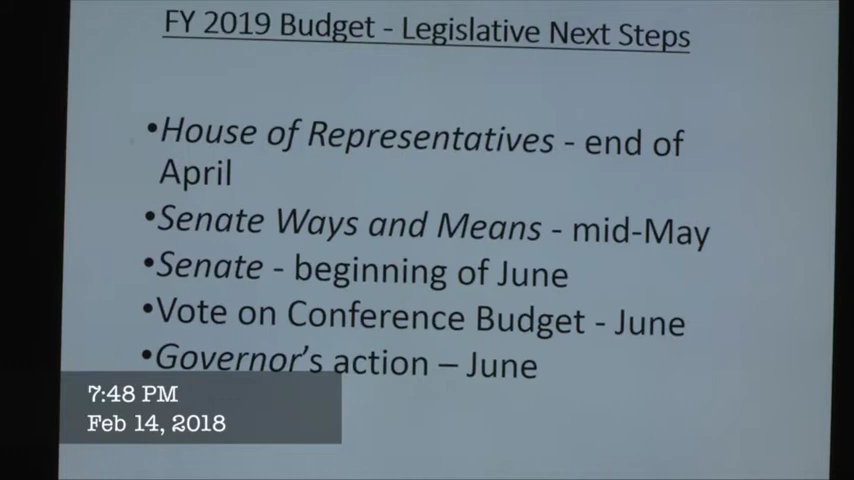 FY 2019 Budget - Legislative Next Steps
•House of Representatives - end of
April
•Senate Ways and Means - mid-May
•Senate - beginning of June
•Vote on Conference Budget - June
•Governor's action – June
7:48 PM
Feb 14, 2018